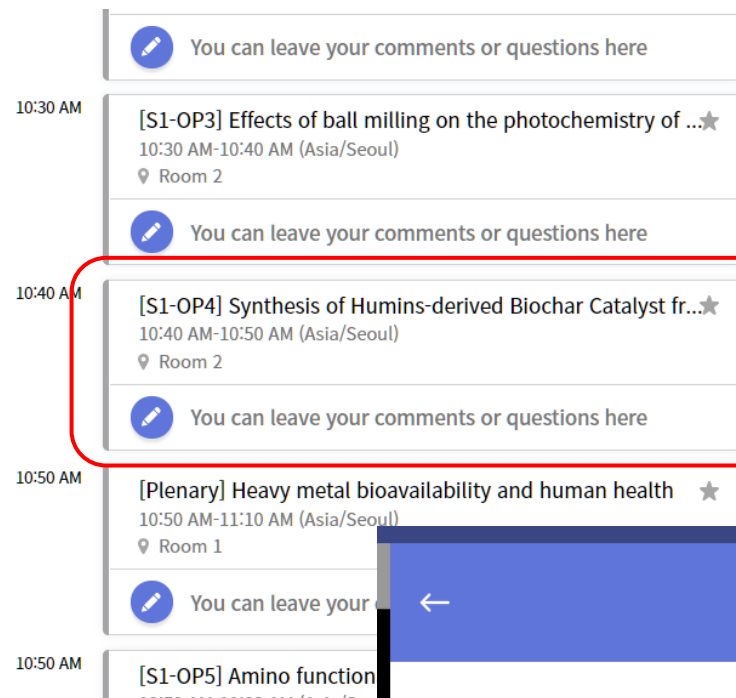 You can leave your comments or questions here
10:30 AM
[S1-OP3] Effects of ball milling on the photochemistry of ...
10:30 AM-10:40 AM (Asia/Seoul)
Room 2
You can leave your comments or questions here
10:40 AM
[S1-OP4] Synthesis of Humins-derived Biochar Catalyst fr...
10:40 AM-10:50 AM (Asia/Seoul)
Room 2
You can leave your comments or questions here
10:50 AM
[Plenary] Heavy metal bioavailability and human health
10:50 AM-11:10 AM (Asia/Seoul)
Room 1
You can leave your
10:50 AM
[S1-OP5] Amino function